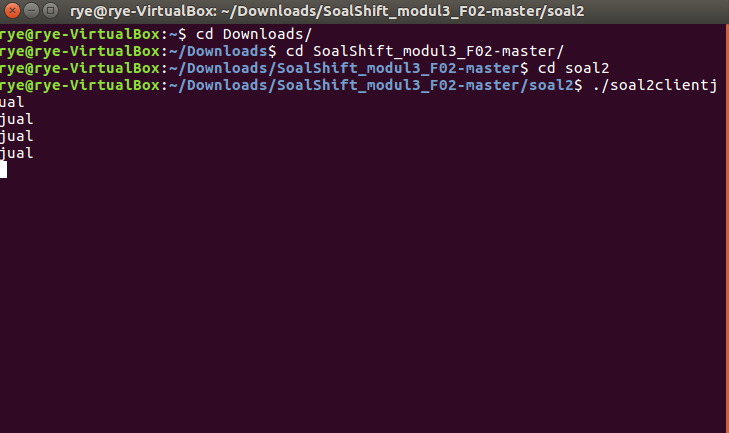 rye@rye-VirtualBox: ~/Downloads/SoalShift_modul3_F02-master/soal2
rye@rye-VirtualBox:~$ cd Downloads/
rye@rye-VirtualBox:~/Downloads$ cd SoalShift_modul3_F02-master/
rye@rye-VirtualBox:~/Downloads/SoalShift_modul3_F02-master$ cd soal2
rye@rye-VirtualBox:~/Downloads/SoalShift_modul3_F02-master/soal2$ ./soal2clientj
ual
jual
jual
jual